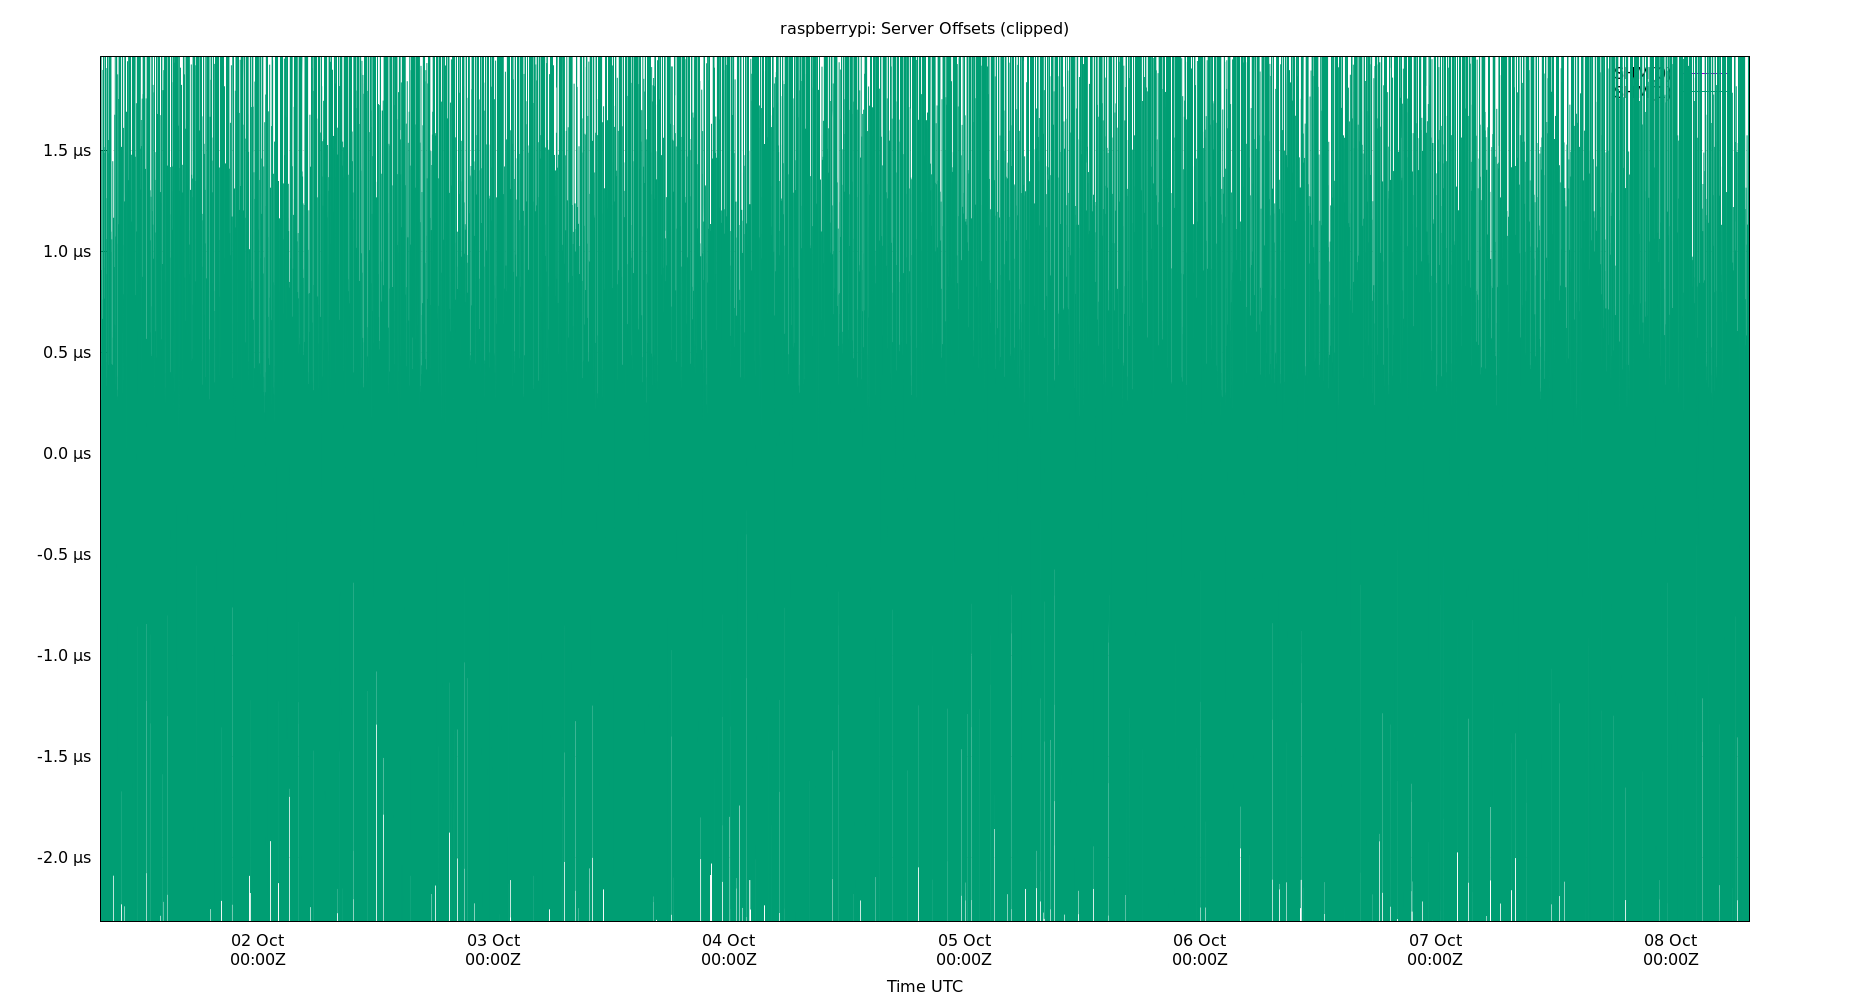 raspberrypi: Server Offsets (clipped)
1.5 µs
1.0 µs
0.5 µs
0.0 µs
-0.5 µs
-1.0 µs
-1.5 µs
-2.0 µs
02 Oct 03 Oct 04 Oct 05 Oct 06 Oct 07 Oct 08 Oct
00:00Z 00:00Z 00:00Z 00:00Z 00:00Z 00:00Z 00:00Z
Time UTC